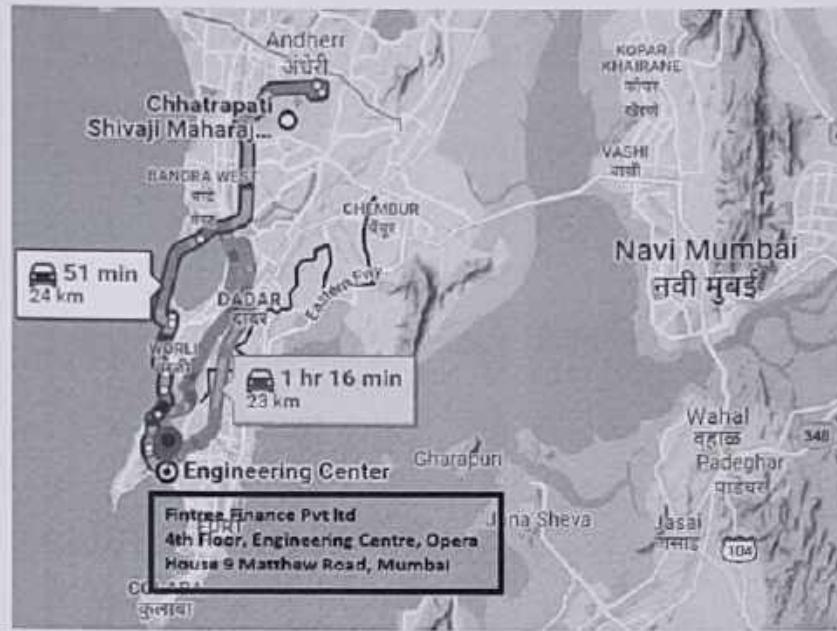 Andheri
अंधेरी
Chhatrapati
Shivaji Maharaj...
BANDRA WEST
KOPAR
KHAIRANE
कोपर
खैरणे
VASHI
वाशी
CHEMBUR
चेंबूर
Navi Mumbai
नवी मुंबई
51 min
24 km
DADAR
दादर
Eastern Fwy
WORLI
वरळी
1 hr 16 min
23 km
Wahal
वहाळ
348
Padeghar
पाडेघर
Gharapuri
Engineering Center
Fintree Finance Pvt ltd
4th Floor, Engineering Centre, Opera
House 9 Matthew Road, Mumbai
FORT
Sheva
Jasai
जसाई
104
COLABA
कुलाबा